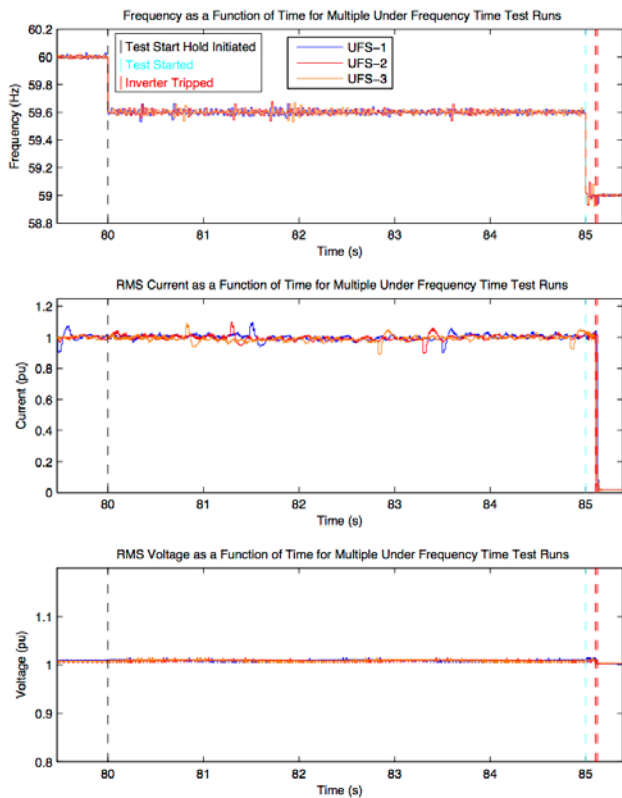 Frequency as a Function of Time for Multiple Under Frequency Time Test Runs
60.2
60
59.8
59.6
59.4
59.2
59
58.8
Frequency (Hz)
Test Start Hold Initiated
Test Started
Inverter Tripped
UFS-1
UFS-2
UFS-3
80 81 82 83 84 85
Time (s)
RMS Current as a Function of Time for Multiple Under Frequency Time Test Runs
1.2
1
0.8
0.6
0.4
0.2
0
Current (pu)
80 81 82 83 84 85
Time (s)
RMS Voltage as a Function of Time for Multiple Under Frequency Time Test Runs
1.1
1
0.9
0.8
Voltage (pu)
80 81 82 83 84 85
Time (s)